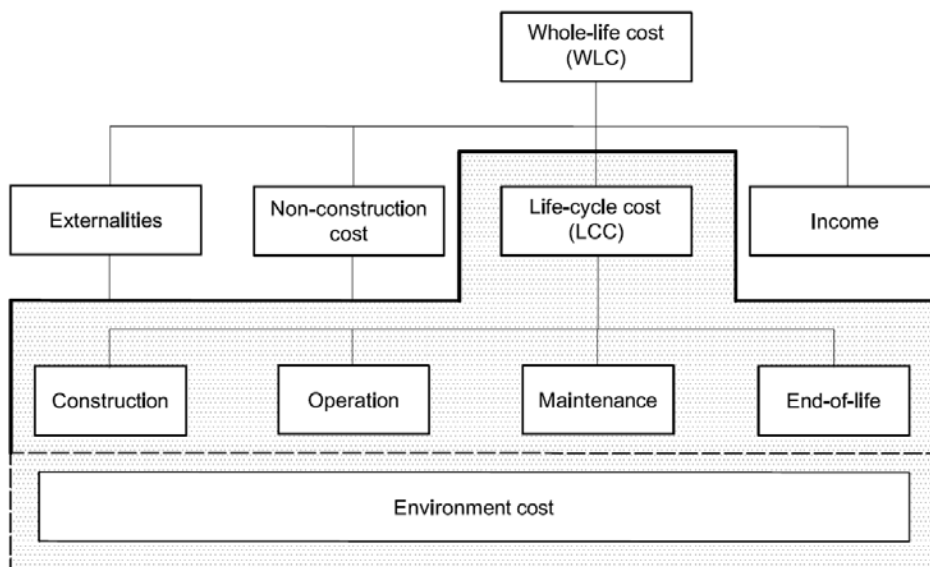 Whole-life cost
(WLC)
Externalities
Non-construction
cost
Life-cycle cost
(LCC)
Income
Construction
Operation
Maintenance
End-of-life
Environment cost